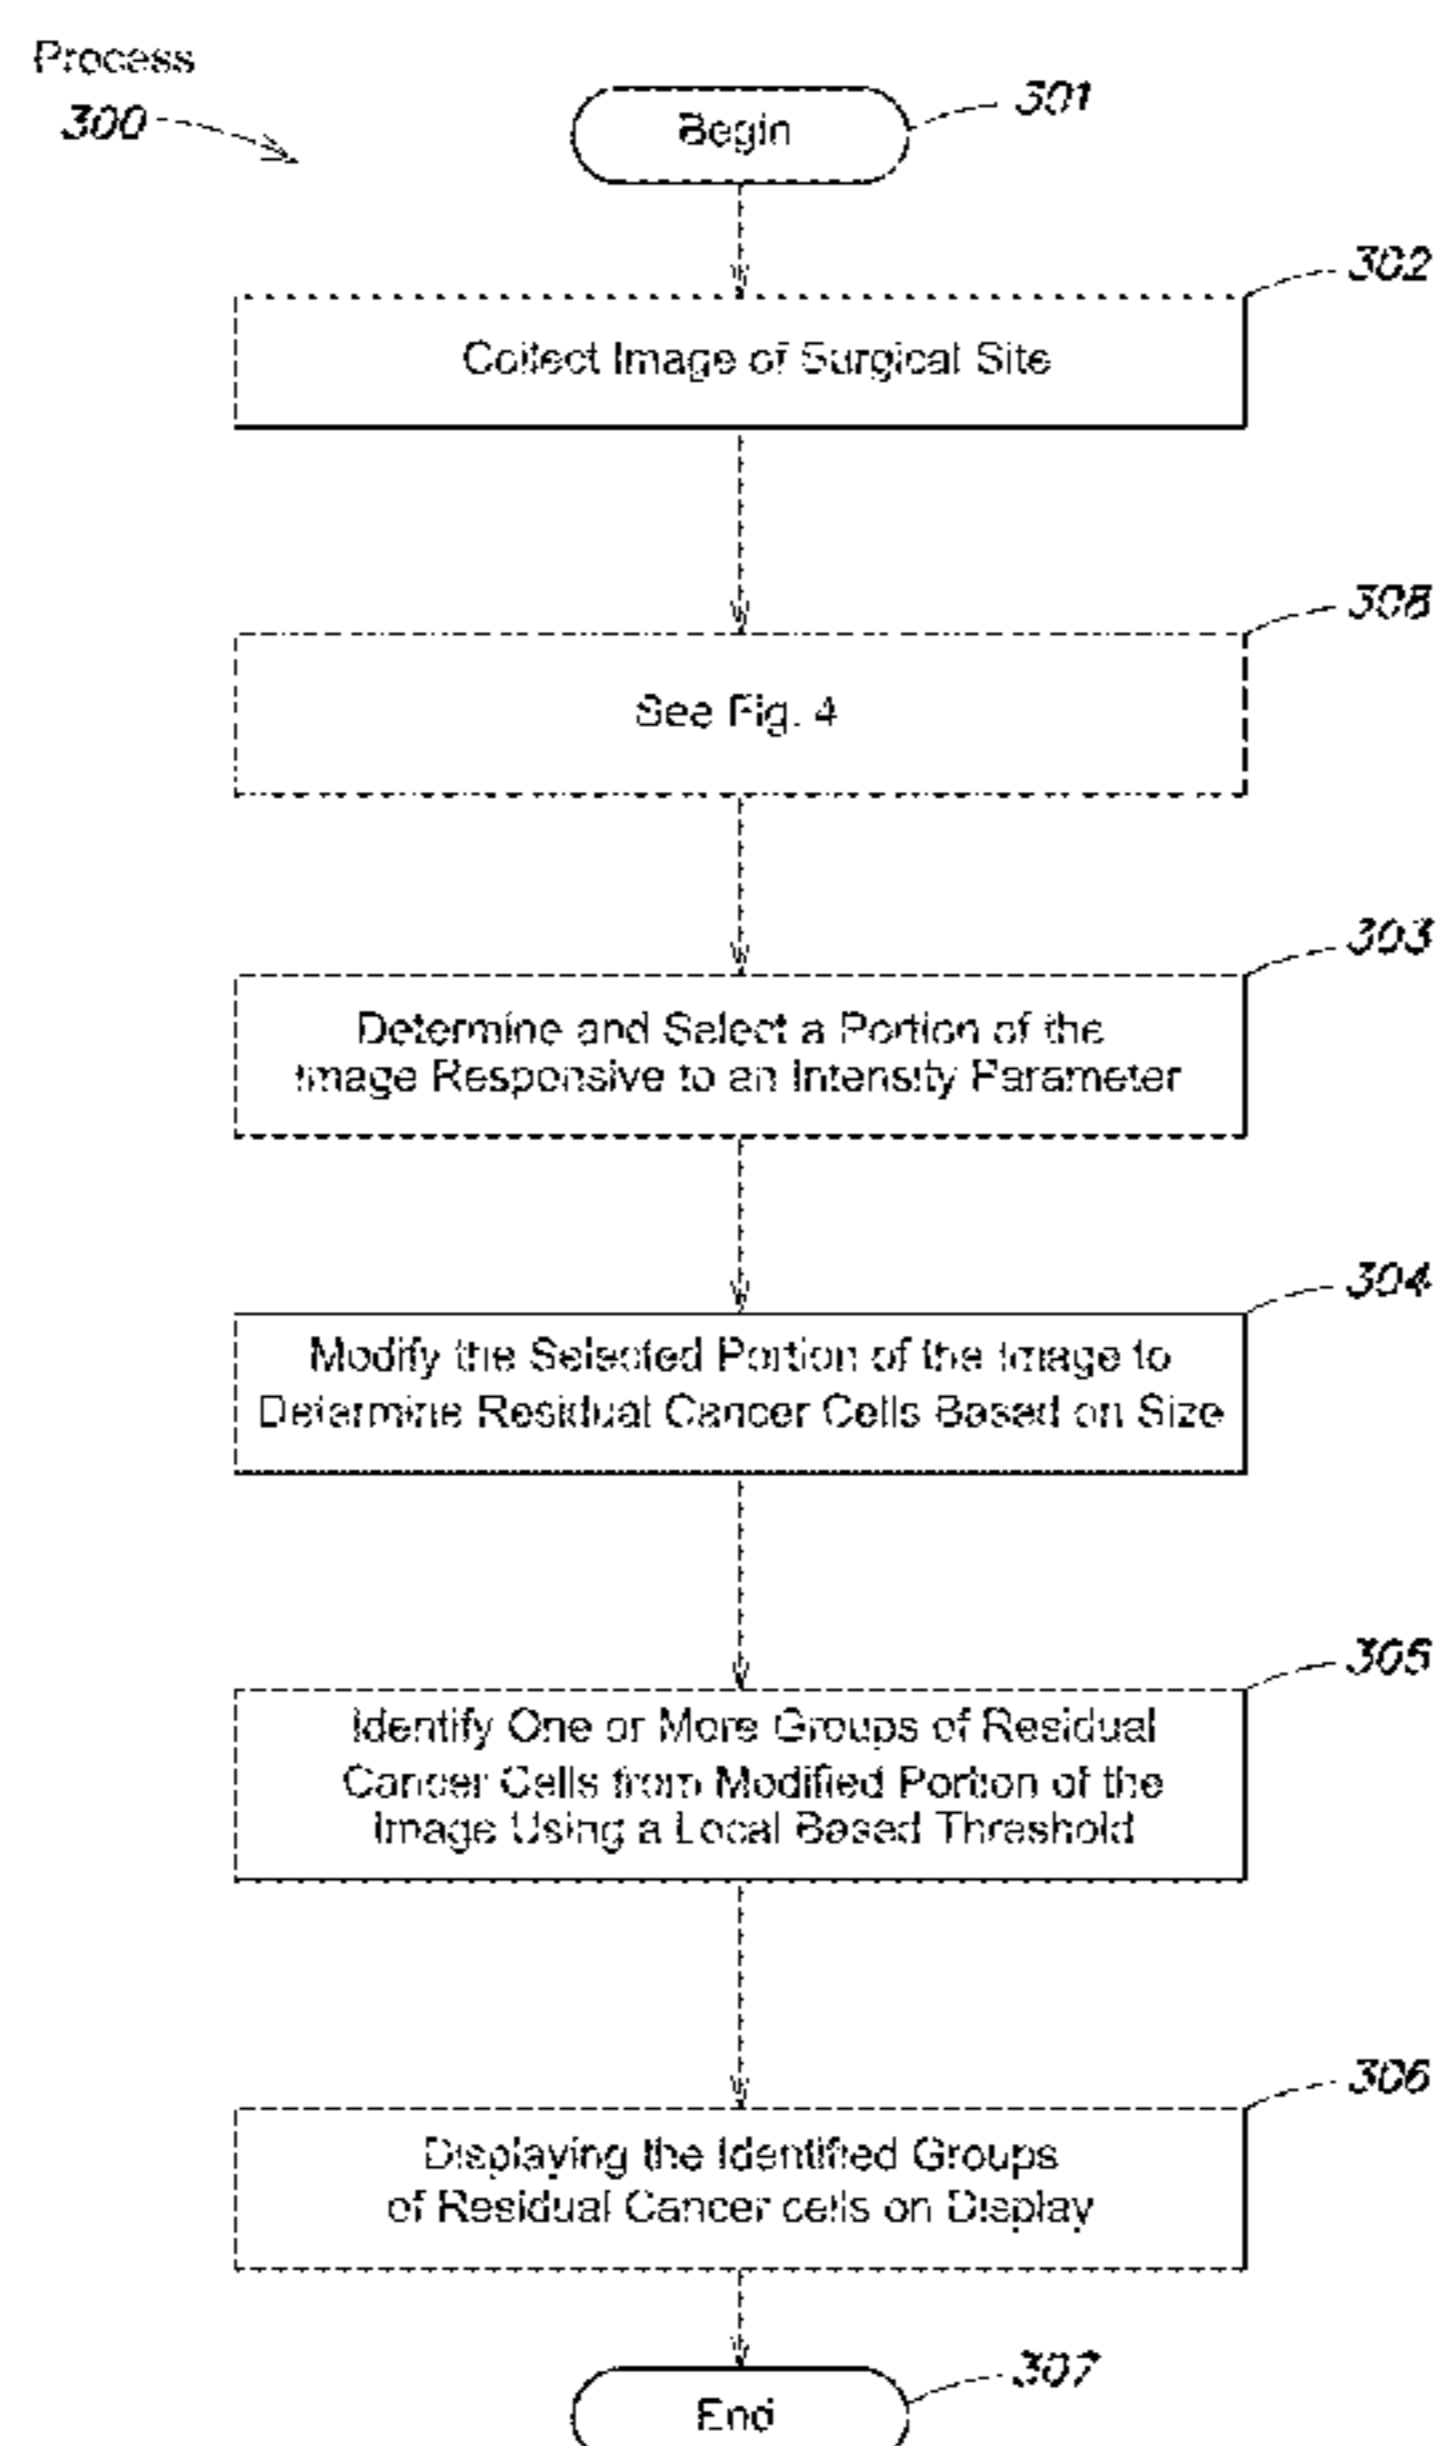 Process
300
Begin
301
302
Collect Image of Surgical Site
308
See Fig. 4
303
Determine and Select a Portion of the
Image Responsive to an Intensity Parameter
304
Modify the Selected Portion of the Image to
Determine Residual Cancer Cells Based on Size
305
Identify One or More Groups of Residual
Cancer Cells from Modified Portion of the
Image Using a Local Based Threshold
306
Displaying the Identified Groups
of Residual Cancer cells on Display
307
End